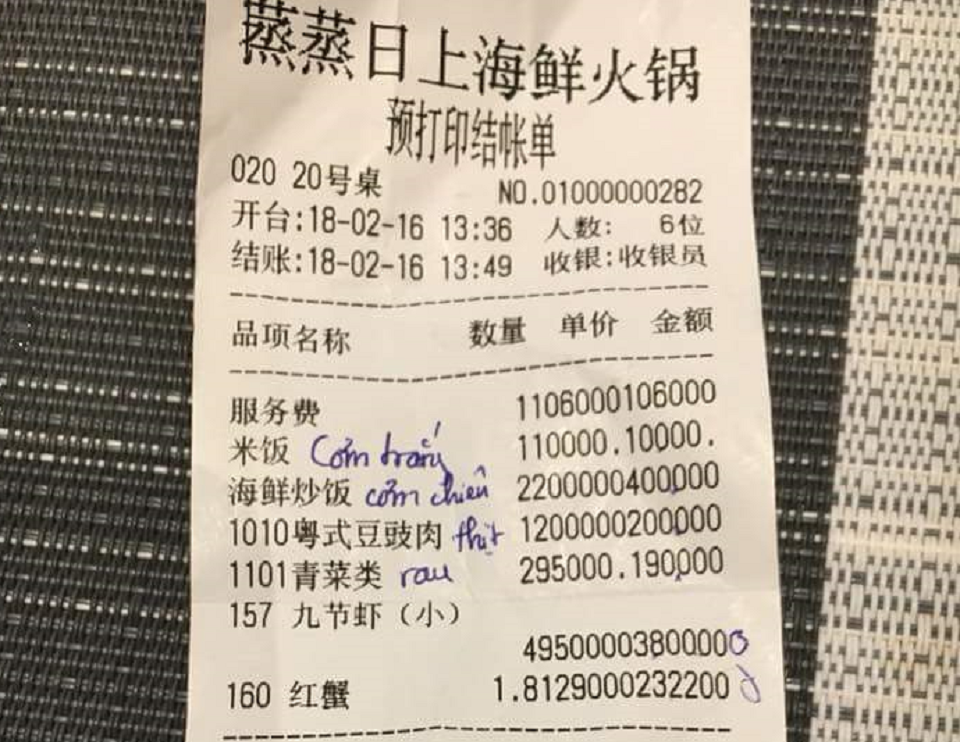 蒸蒸日上海鲜火锅
预打印结帐单
020 20号桌 NO.01000000282
开台:18-02-16 13:36 人数: 6位
结账:18-02-16 13:49 收银:收银员
品项名称 数量 单价 金额
服务费 1106000106000
米饭 Cơm trắng 110000.10000.
海鲜炒饭 cơm chiên 2200000400000
1010粤式豆豉肉 thịt 1200000200000
1101青菜类 rau 295000.190000
157 九节虾（小）
4950000380000 0
160 红蟹 1.8129000232200 0